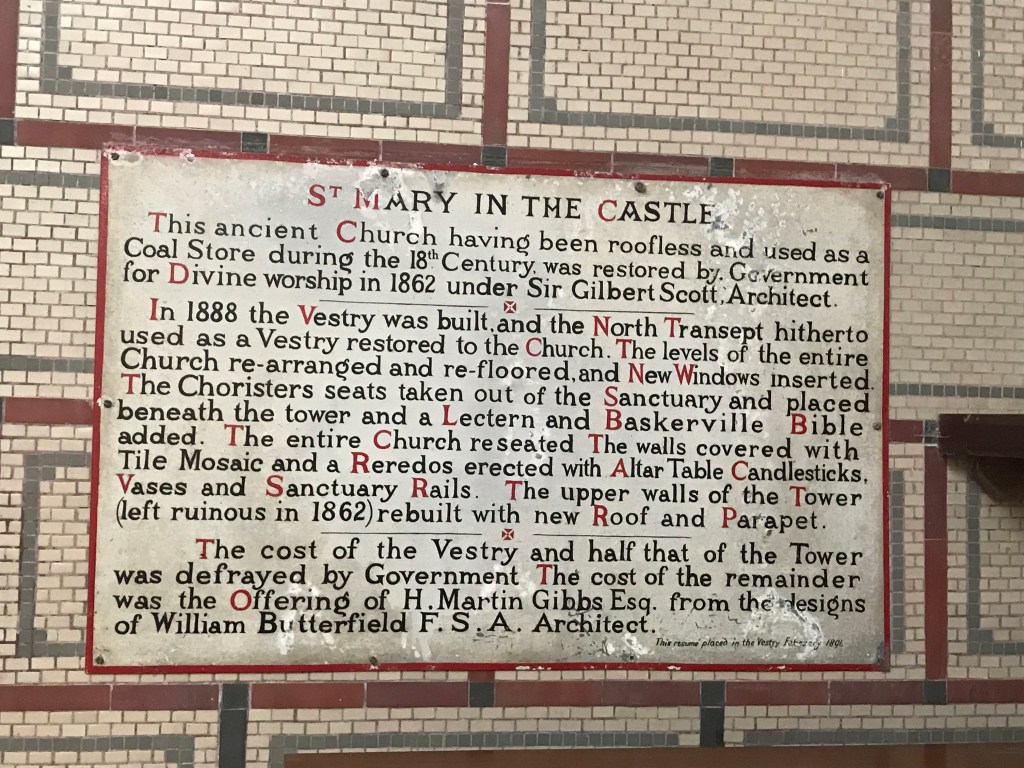 ST MARY IN THE CASTLE
This ancient Church having been roofless and used as a
Coal Store during the 18th Century, was restored by Government
for Divine worship in 1862 under Sir Gilbert Scott, Architect.
In 1888 the Vestry was built, and the North Transept hitherto
used as a Vestry restored to the Church. The levels of the entire
Church re-arranged and re-floored, and New Windows inserted.
The Choristers seats taken out of the Sanctuary and placed
beneath the tower and a Lectern and Baskerville Bible
added. The entire Church reseated The walls covered with
Tile Mosaic and a Reredos erected with Altar Table Candlesticks,
Vases and Sanctuary Rails. The upper walls of the Tower
(left ruinous in 1862) rebuilt with new Roof and Parapet.
The cost of the Vestry and half that of the Tower
was defrayed by Government The cost of the remainder
was the Offering of H. Martin Gibbs Esq. from the designs
of William Butterfield F. S. A. Architect.
This resumé placed in the Vestry February